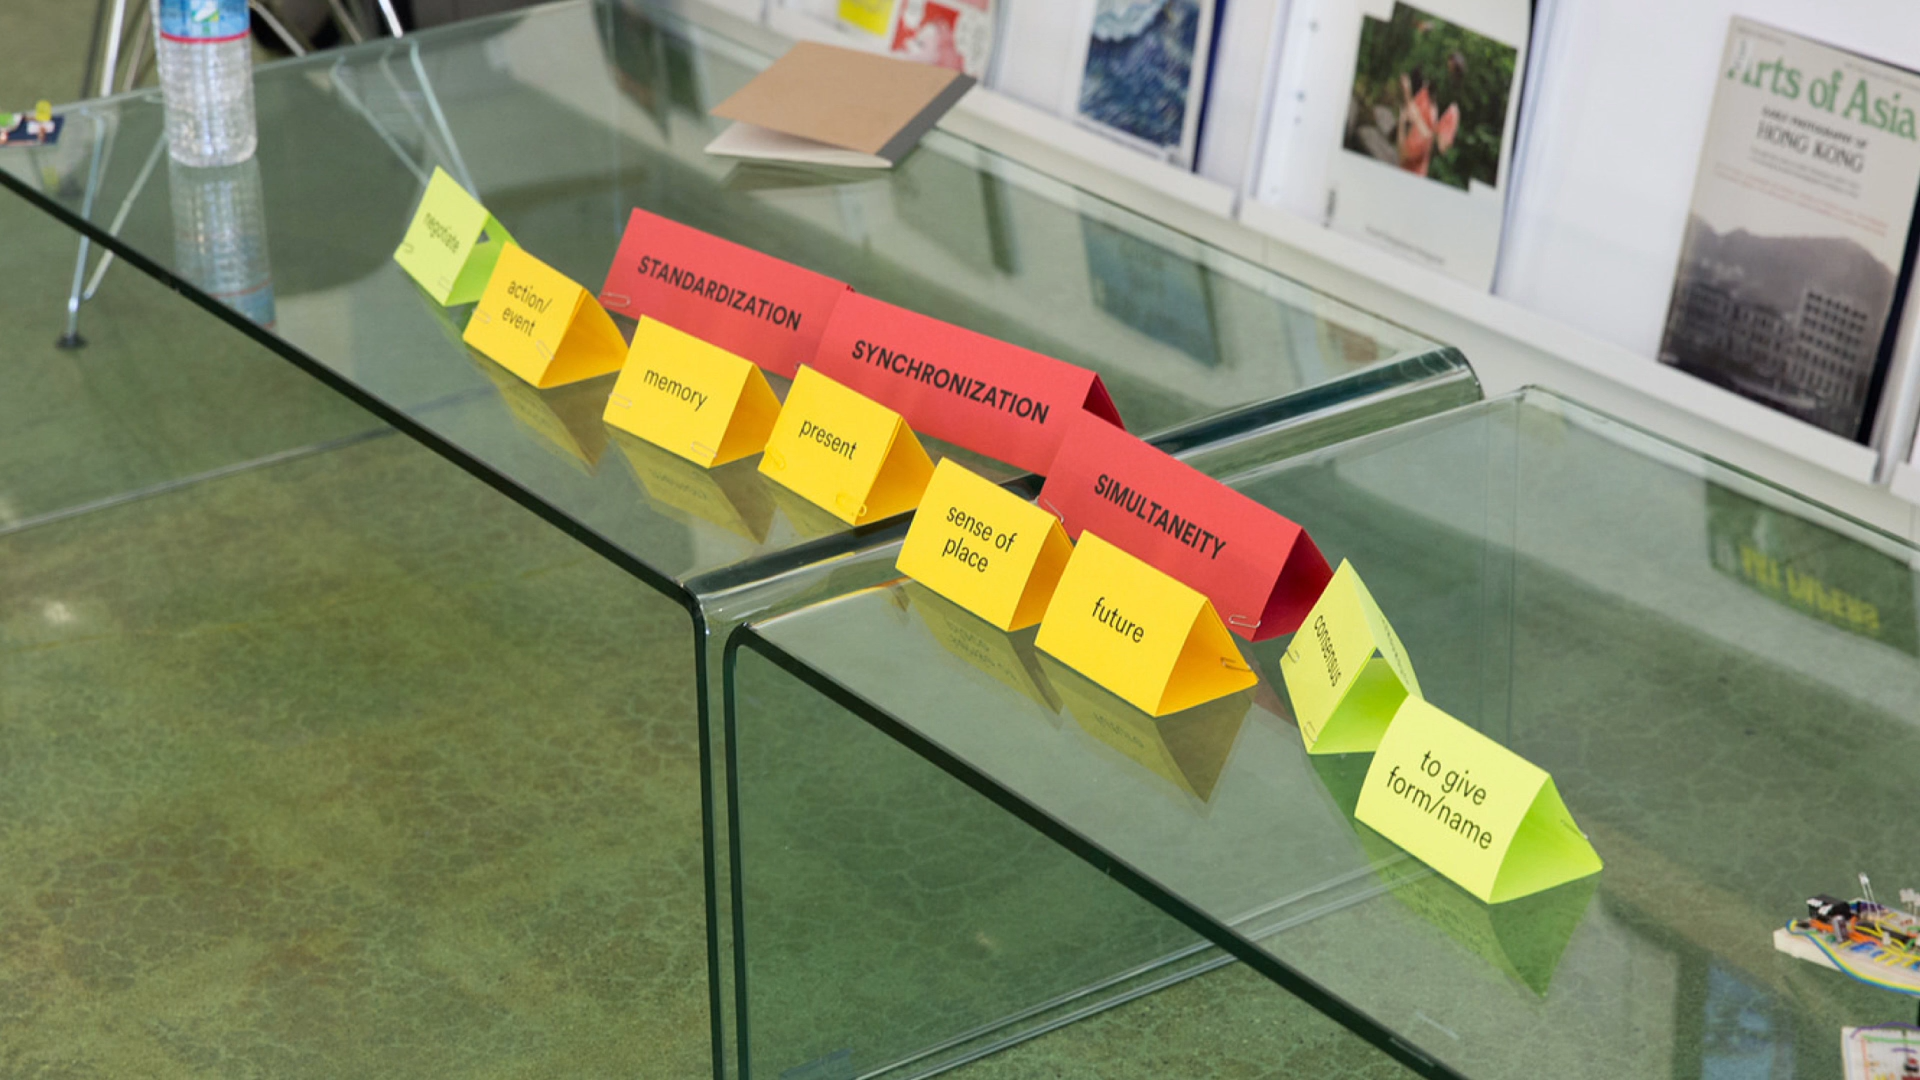 negotiate
action/
event
STANDARDIZATION
memory
SYNCHRONIZATION
present
SIMULTANEITY
sense of
place
future
consensus
to give
form/name
Arts of Asia
HONG KONG